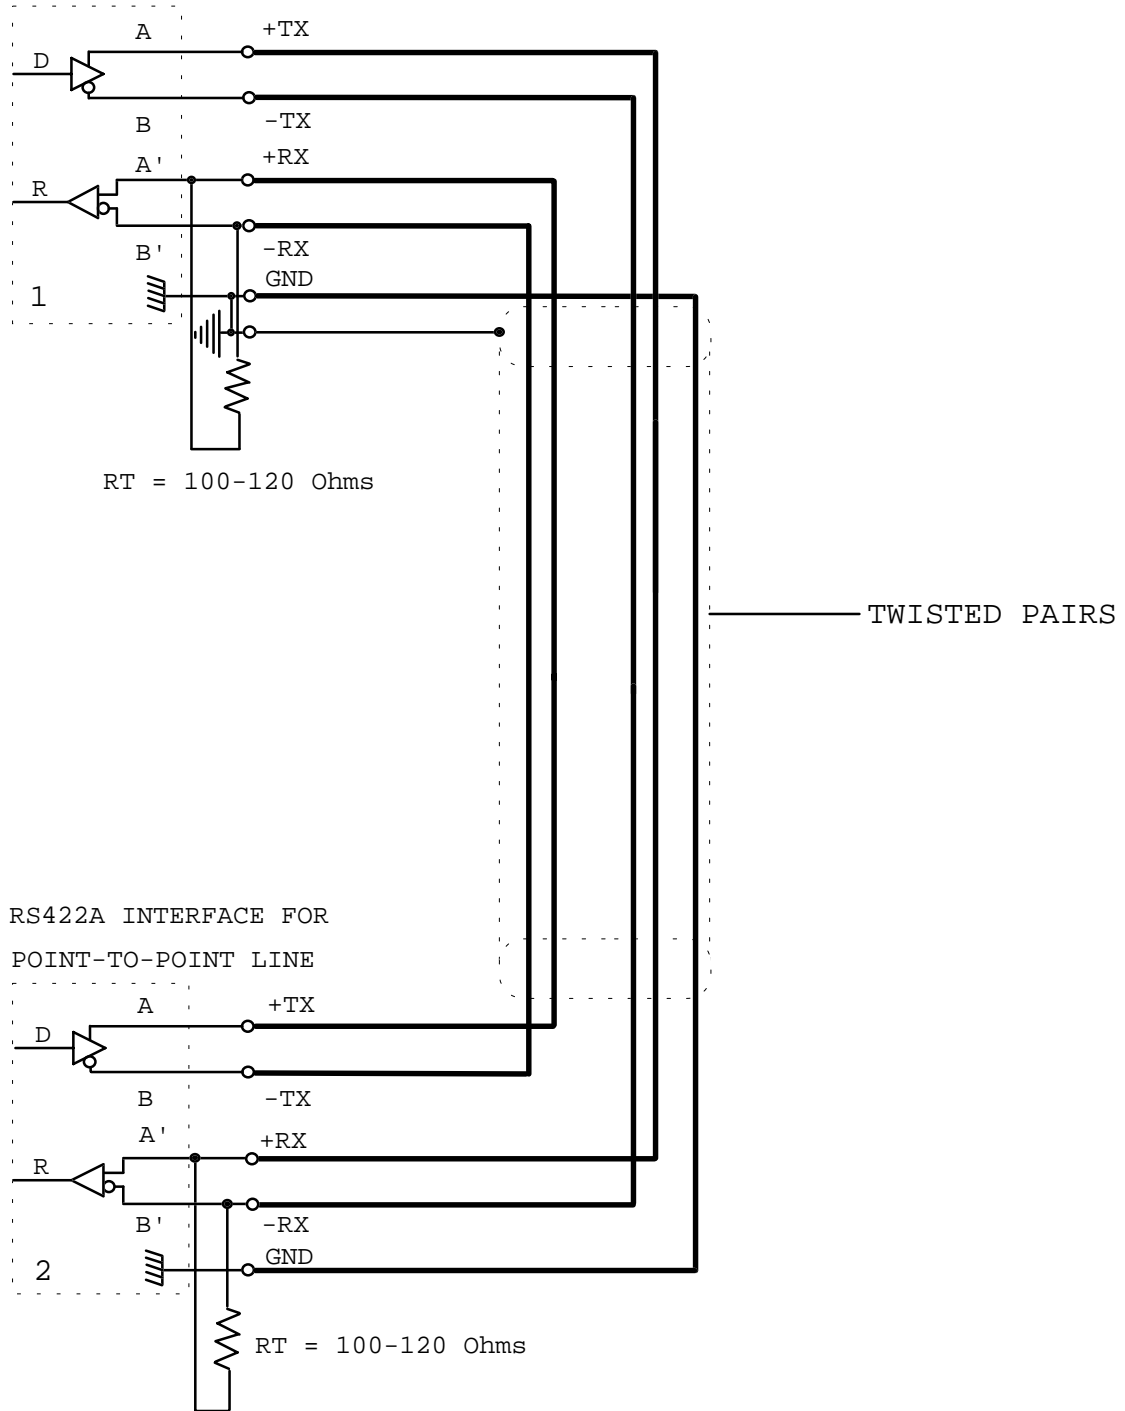 A
+TX
D
-TX
B
+RX
A'
R
-RX
B'
GND
1
RT = 100-120 Ohms
TWISTED PAIRS
RS422A INTERFACE FOR
POINT-TO-POINT LINE
A
+TX
D
B
-TX
A'
+RX
R
B'
-RX
GND
2
RT = 100-120 Ohms